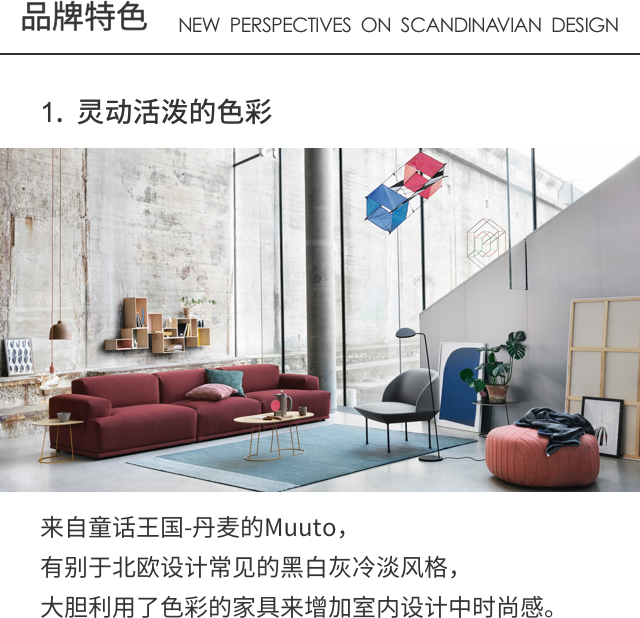 品牌特色
NEW PERSPECTIVES ON SCANDINAVIAN DESIGN
1. 灵动活泼的色彩
来自童话王国-丹麦的Muuto，
有别于北欧设计常见的黑白灰冷淡风格，
大胆利用了色彩的家具来增加室内设计中时尚感。